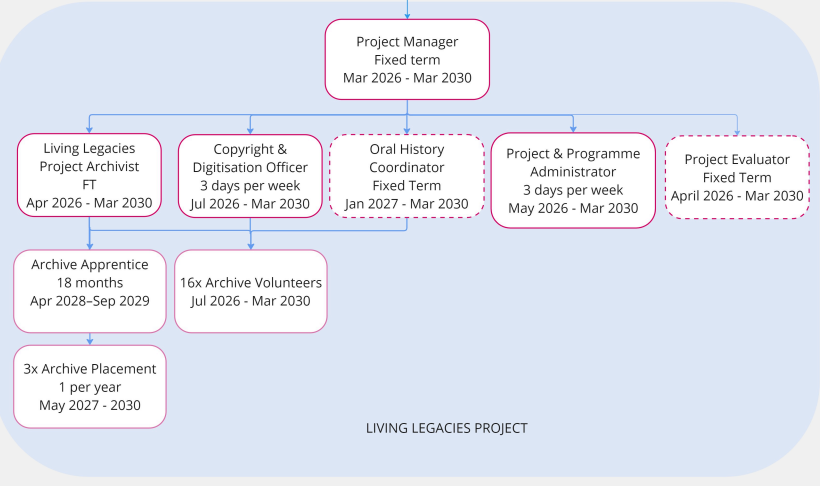 Project Manager
Fixed term
Mar 2026 - Mar 2030
Living Legacies
Project Archivist
FT
Apr 2026 - Mar 2030
Copyright &
Digitisation Officer
3 days per week
Jul 2026 - Mar 2030
Oral History
Coordinator
Fixed Term
Jan 2027 - Mar 2030
Project & Programme
Administrator
3 days per week
May 2026 - Mar 2030
Project Evaluator
Fixed Term
April 2026 - Mar 2030
Archive Apprentice
18 months
Apr 2028–Sep 2029
16x Archive Volunteers
Jul 2026 - Mar 2030
3x Archive Placement
1 per year
May 2027 - 2030
LIVING LEGACIES PROJECT